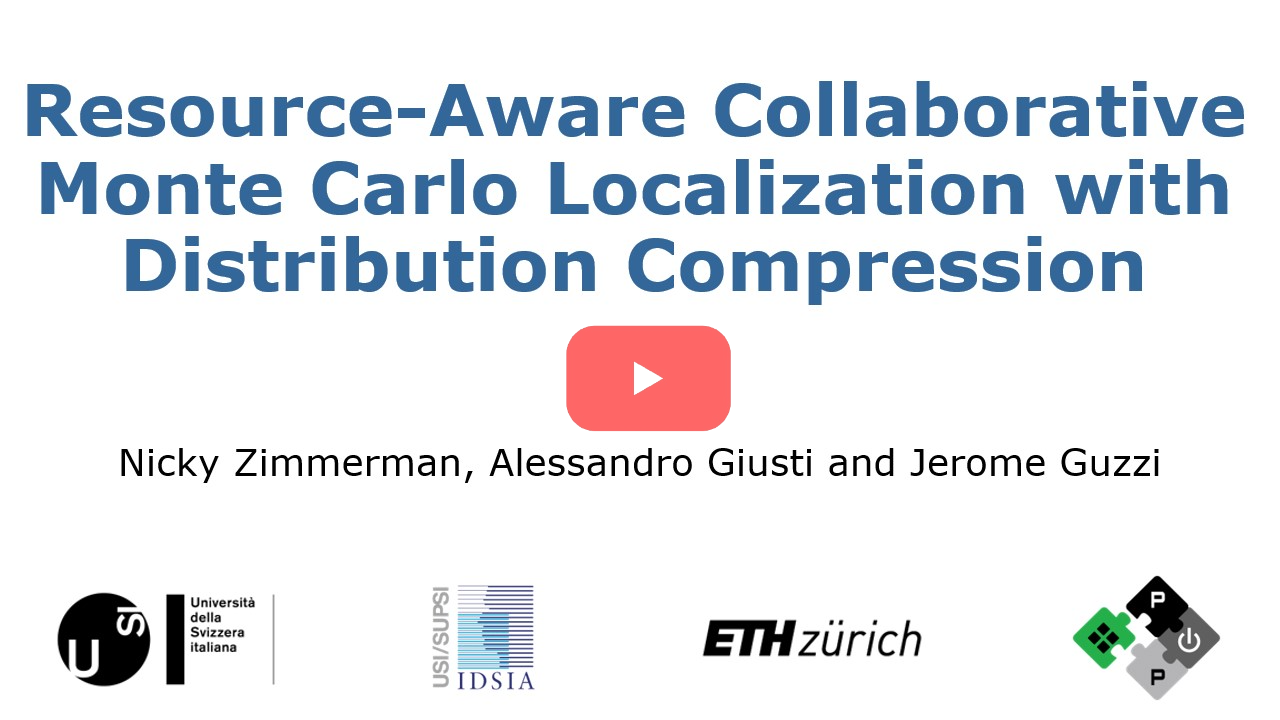 Resource-Aware Collaborative
Monte Carlo Localization with
Distribution Compression
Nicky Zimmerman, Alessandro Giusti and Jerome Guzzi
USI
Università
della
Svizzera
italiana
USI/SUPSI
IDSIA
ETH zürich
P
P